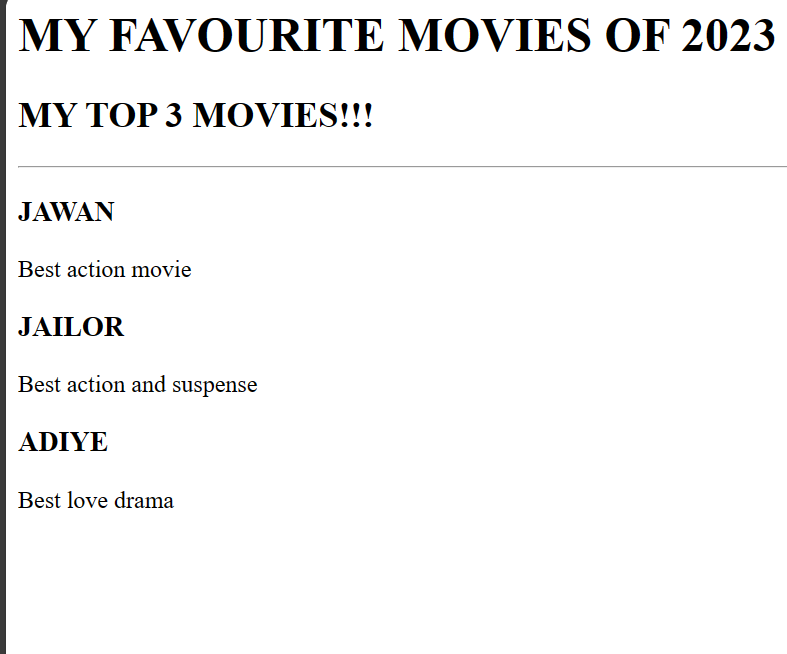 MY FAVOURITE MOVIES OF 2023
MY TOP 3 MOVIES!!!
JAWAN
Best action movie
JAILOR
Best action and suspense
ADIYE
Best love drama